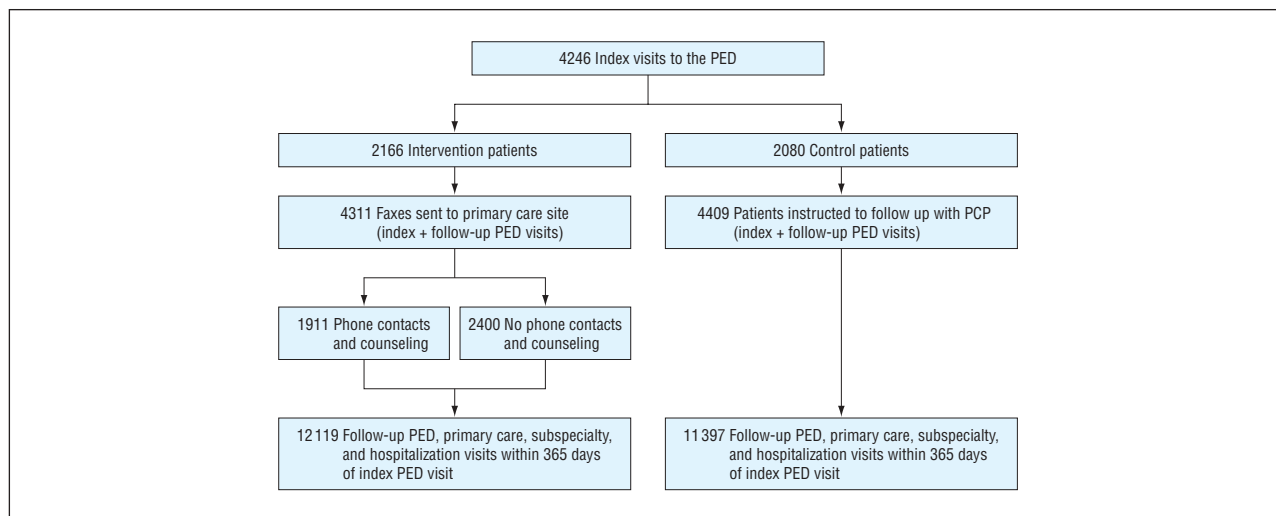 4246 Index visits to the PED
2166 Intervention patients
2080 Control patients
4311 Faxes sent to primary care site
(index + follow-up PED visits)
4409 Patients instructed to follow up with PCP
(index + follow-up PED visits)
1911 Phone contacts
and counseling
2400 No phone contacts
and counseling
12 119 Follow-up PED, primary care, subspecialty,
and hospitalization visits within 365 days
of index PED visit
11 397 Follow-up PED, primary care, subspecialty,
and hospitalization visits within 365 days
of index PED visit